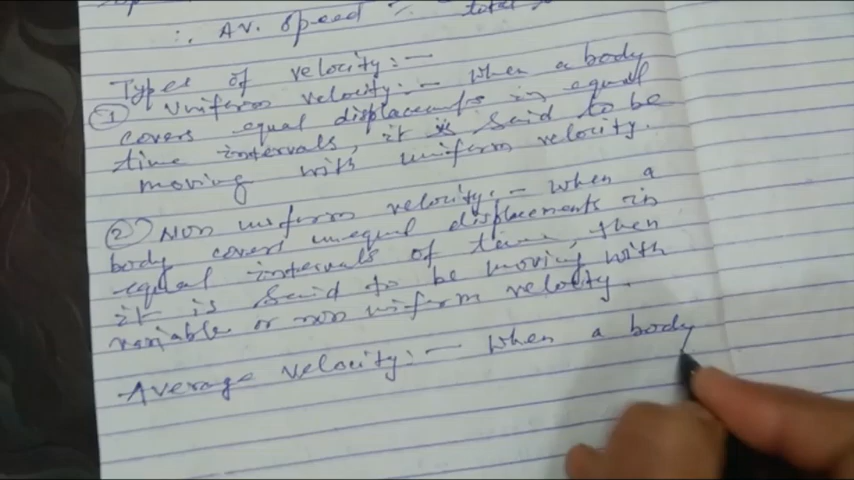 ∴ Av. Speed = total
Types of velocity:—
① Uniform velocity:— When a body
covers equal displacements in equal
time intervals, it is said to be
moving with uniform velocity.
② Non uniform velocity:— When a
body covers unequal displacements in
equal intervals of time, then
it is said to be moving with
variable or non uniform velocity.
Average velocity:— When a body